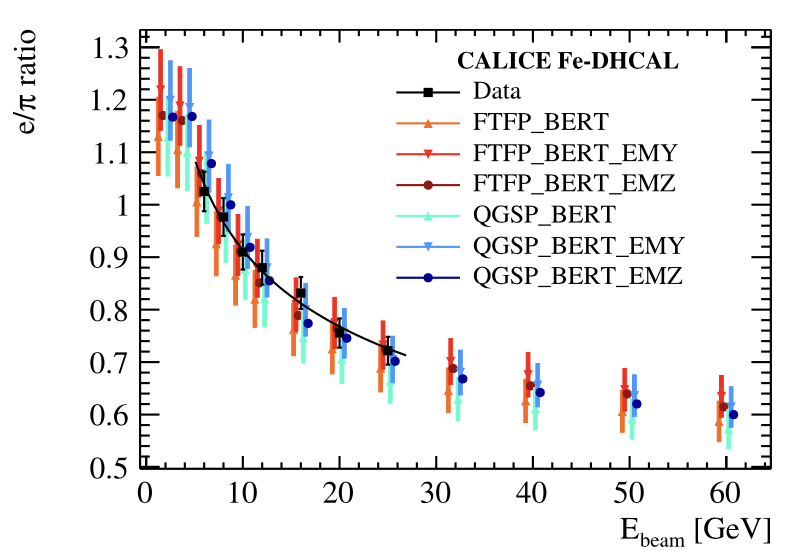 e/π ratio
1.3
1.2
1.1
1
0.9
0.8
0.7
0.6
0.5
CALICE Fe-DHCAL
Data
FTFP_BERT
FTFP_BERT_EMY
FTFP_BERT_EMZ
QGSP_BERT
QGSP_BERT_EMY
QGSP_BERT_EMZ
0 10 20 30 40 50 60
E_beam [GeV]